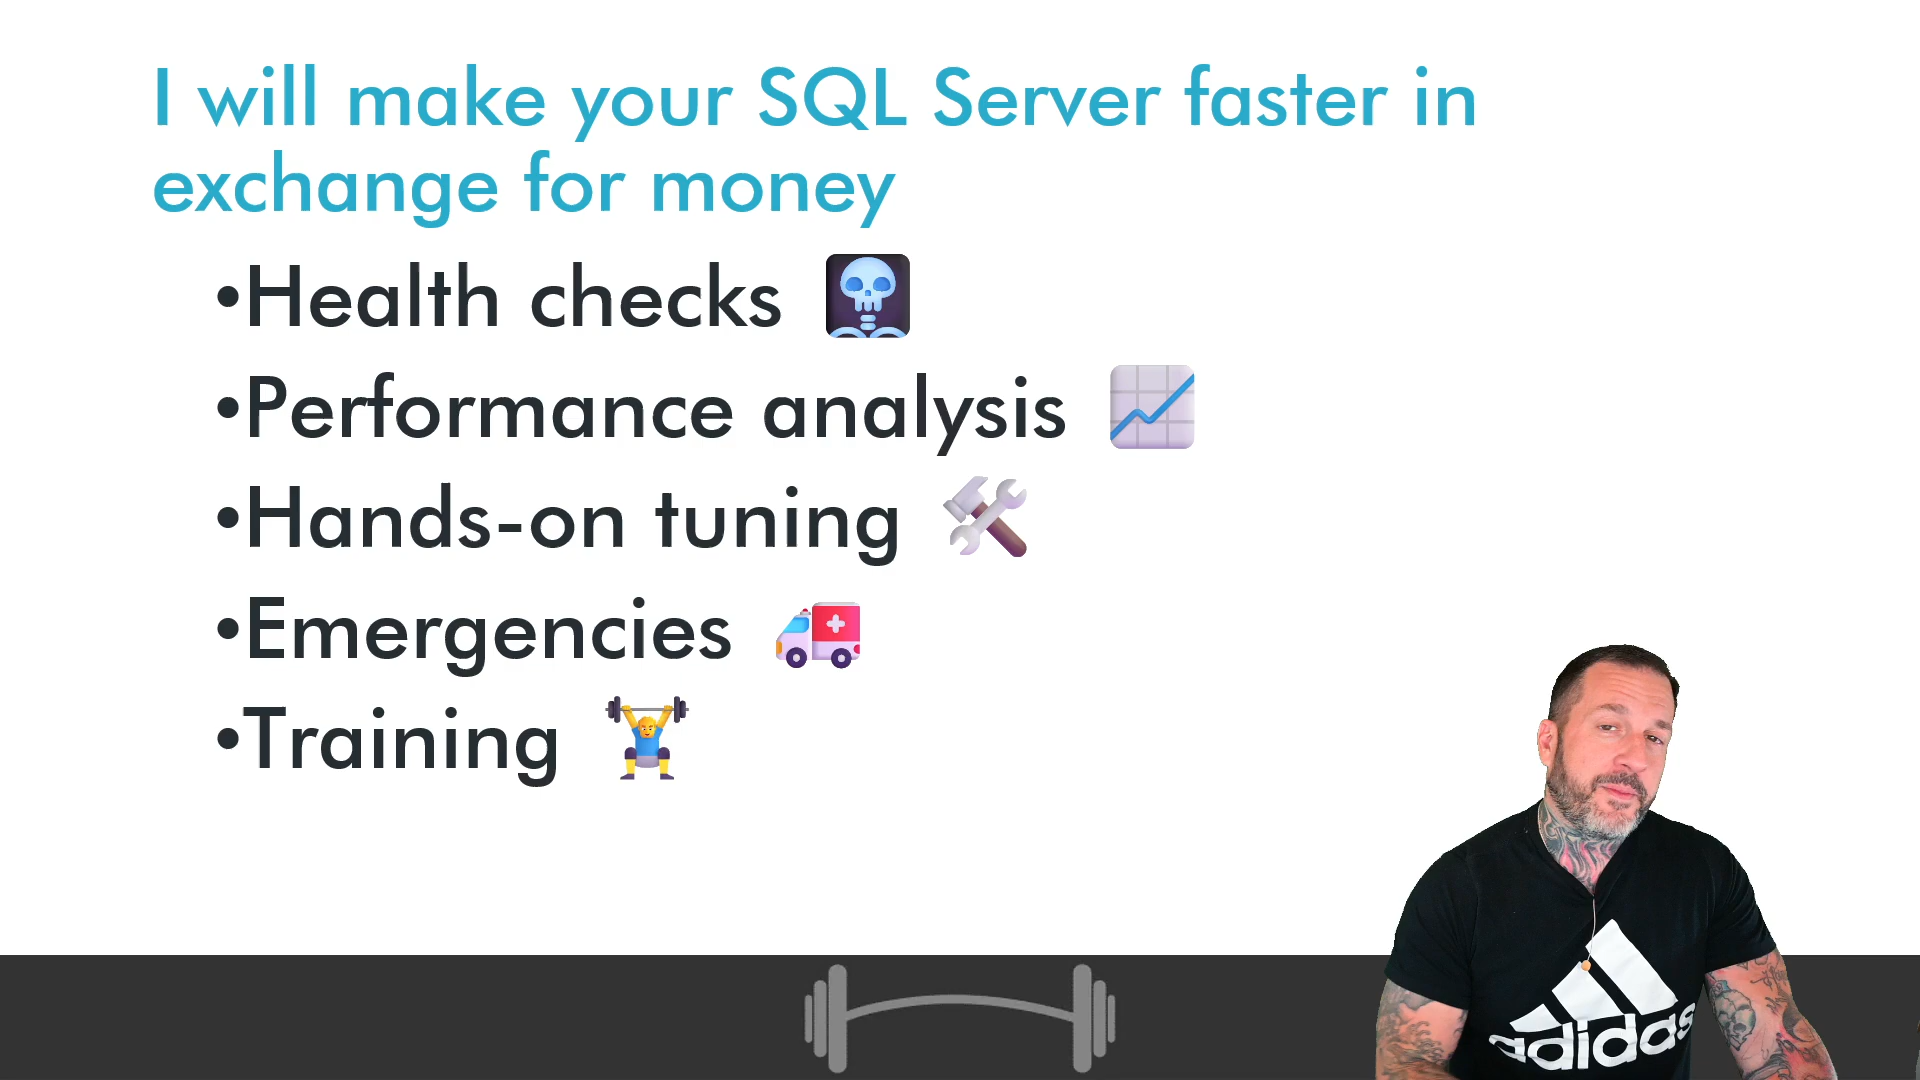 I will make your SQL Server faster in
exchange for money
•Health checks
•Performance analysis
•Hands-on tuning
•Emergencies
•Training
adidas